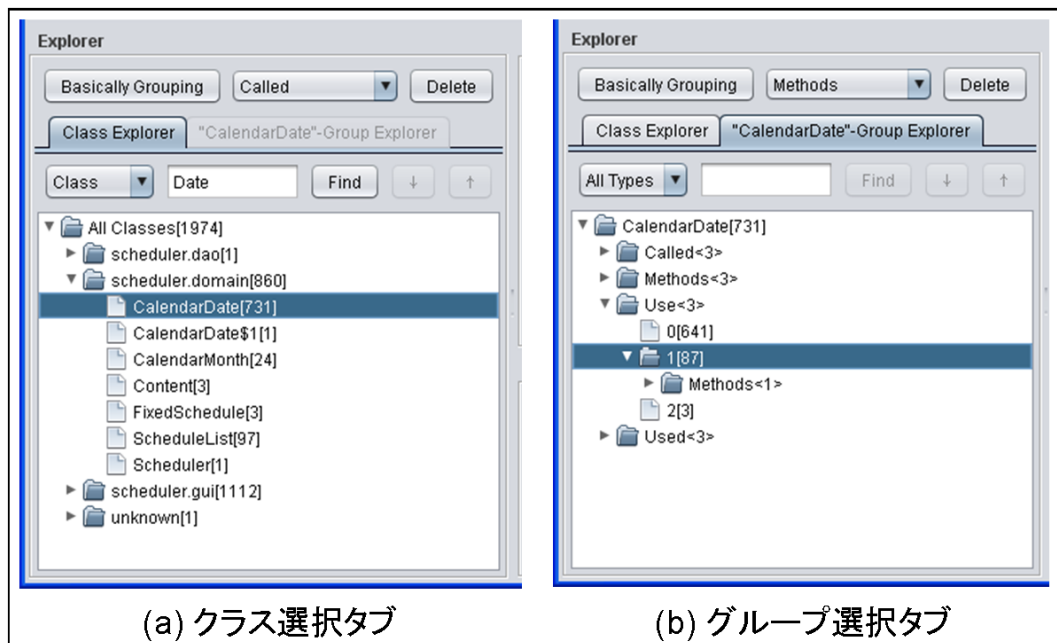 Explorer
Basically Grouping Called Delete
Class Explorer "CalendarDate"-Group Explorer
Class Date Find ↓ ↑
All Classes[1974]
scheduler.dao[1]
scheduler.domain[860]
CalendarDate[731]
CalendarDate$1[1]
CalendarMonth[24]
Content[3]
FixedSchedule[3]
ScheduleList[97]
Scheduler[1]
scheduler.gui[1112]
unknown[1]
(a) クラス選択タブ
Explorer
Basically Grouping Methods Delete
Class Explorer "CalendarDate"-Group Explorer
All Types Find ↓ ↑
CalendarDate[731]
Called<3>
Methods<3>
Use<3>
0[641]
1[87]
Methods<1>
2[3]
Used<3>
(b) グループ選択タブ